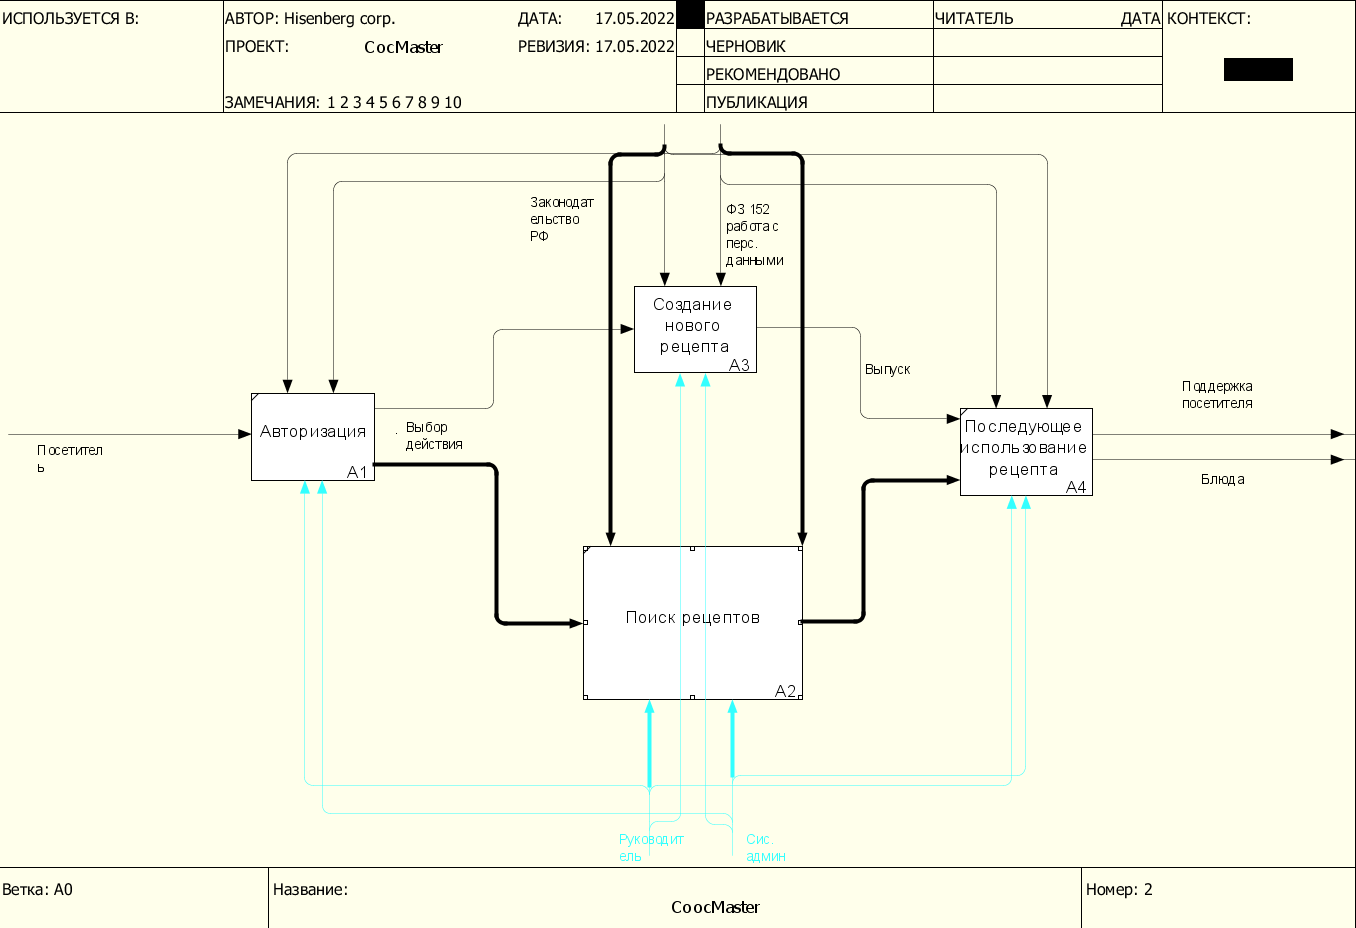 ИСПОЛЬЗУЕТСЯ В:
АВТОР: Hisenberg corp.
ДАТА: 17.05.2022
РАЗРАБАТЫВАЕТСЯ
ЧИТАТЕЛЬ
ДАТА
КОНТЕКСТ:
ПРОЕКТ: CocMaster
РЕВИЗИЯ: 17.05.2022
ЧЕРНОВИК
РЕКОМЕНДОВАНО
ЗАМЕЧАНИЯ: 1 2 3 4 5 6 7 8 9 10
ПУБЛИКАЦИЯ
Законодат
ельство
РФ
ФЗ 152
работа с
перс.
данными
Создание
нового
рецепта
A3
Выпуск
Поддержка
посетителя
Авторизация
A1
. Выбор
действия
Посетител
ь
Последующее
использование
рецепта
A4
Блюда
Поиск рецептов
A2
Руководит
ель
Сис.
админ
Ветка: A0
Название:
CoocMaster
Номер: 2